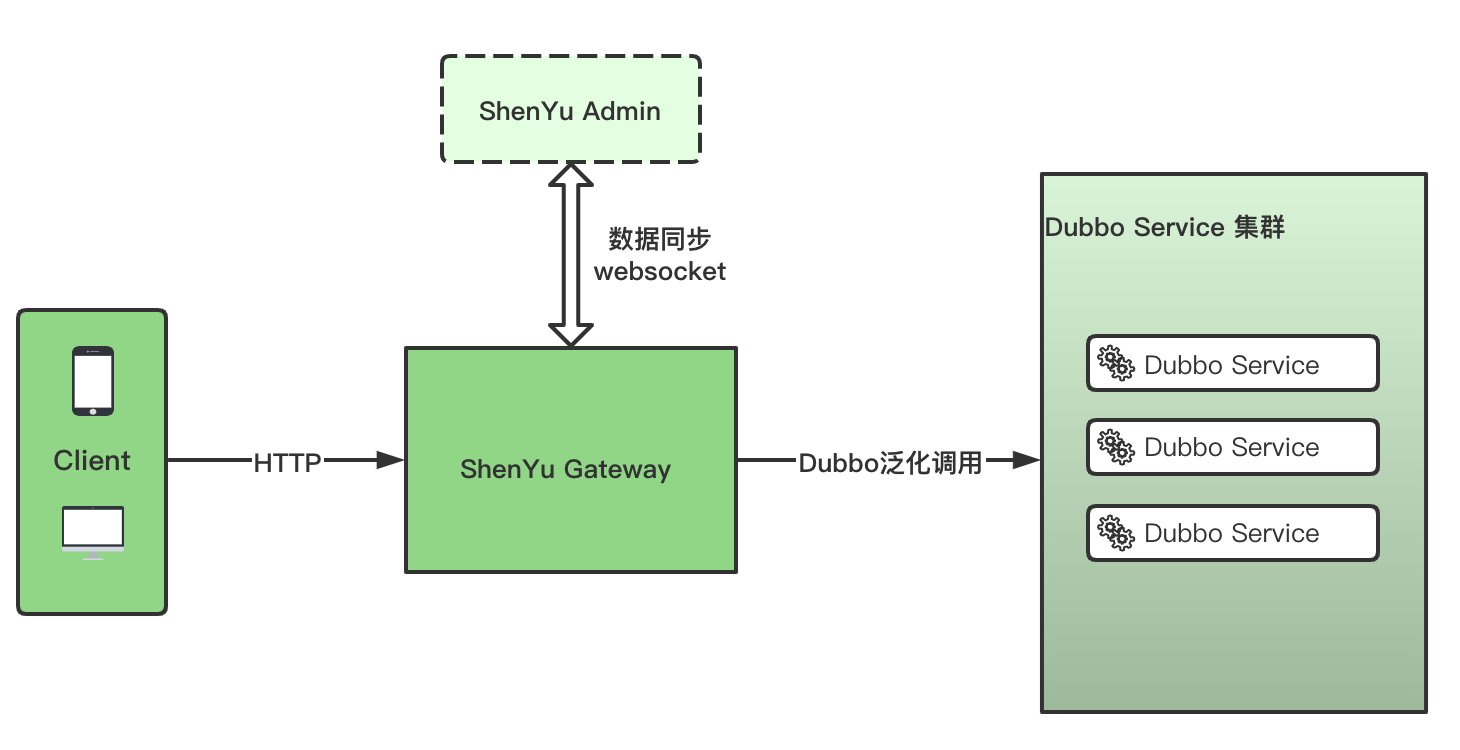 ShenYu Admin
数据同步
websocket
Dubbo Service 集群
Client
HTTP
ShenYu Gateway
Dubbo泛化调用
Dubbo Service
Dubbo Service
Dubbo Service